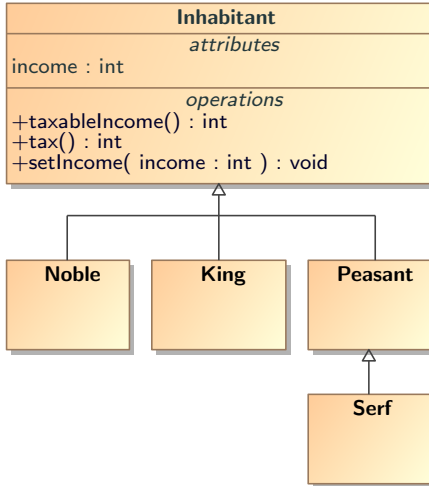 Inhabitant
attributes
income : int
operations
+taxableIncome() : int
+tax() : int
+setIncome( income : int ) : void
Noble King Peasant
Serf